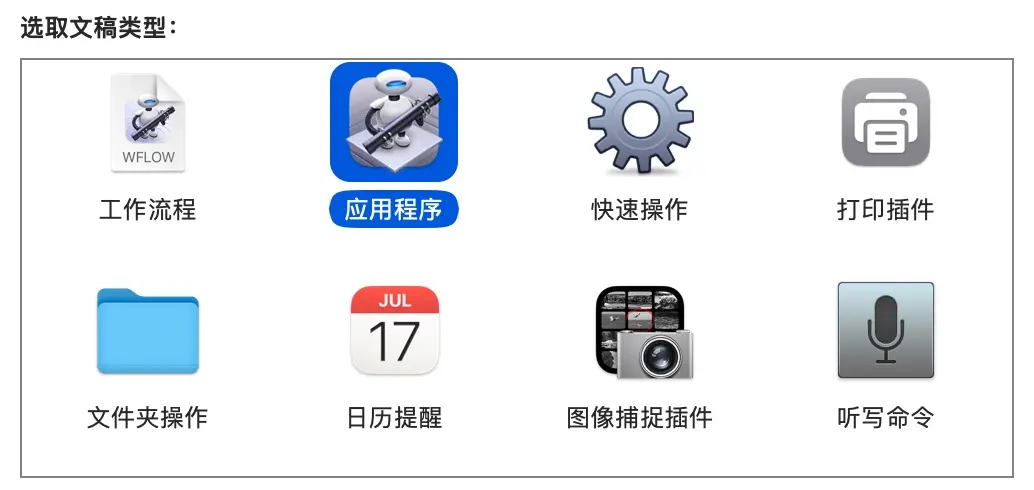 选取文稿类型：
WFLOW
工作流程
应用程序
快速操作
打印插件
JUL
17
文件夹操作
日历提醒
图像捕捉插件
听写命令